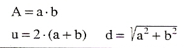 A = a · b
u = 2 · (a + b) d = √a² + b²